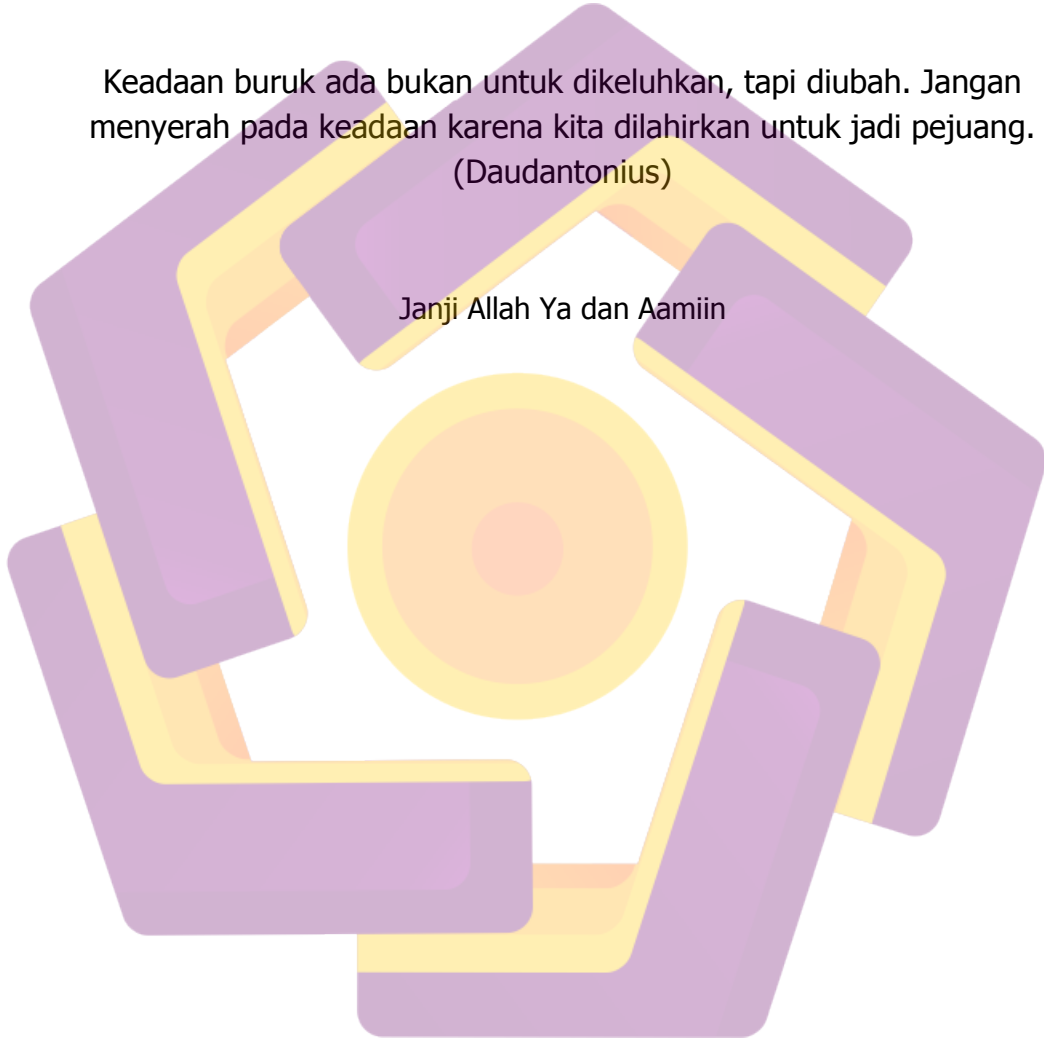 Keadaan buruk ada bukan untuk dikeluhkan, tapi diubah. Jangan
menyerah pada keadaan karena kita dilahirkan untuk jadi pejuang.
(Daudantonius)
Janji Allah Ya dan Aamiin